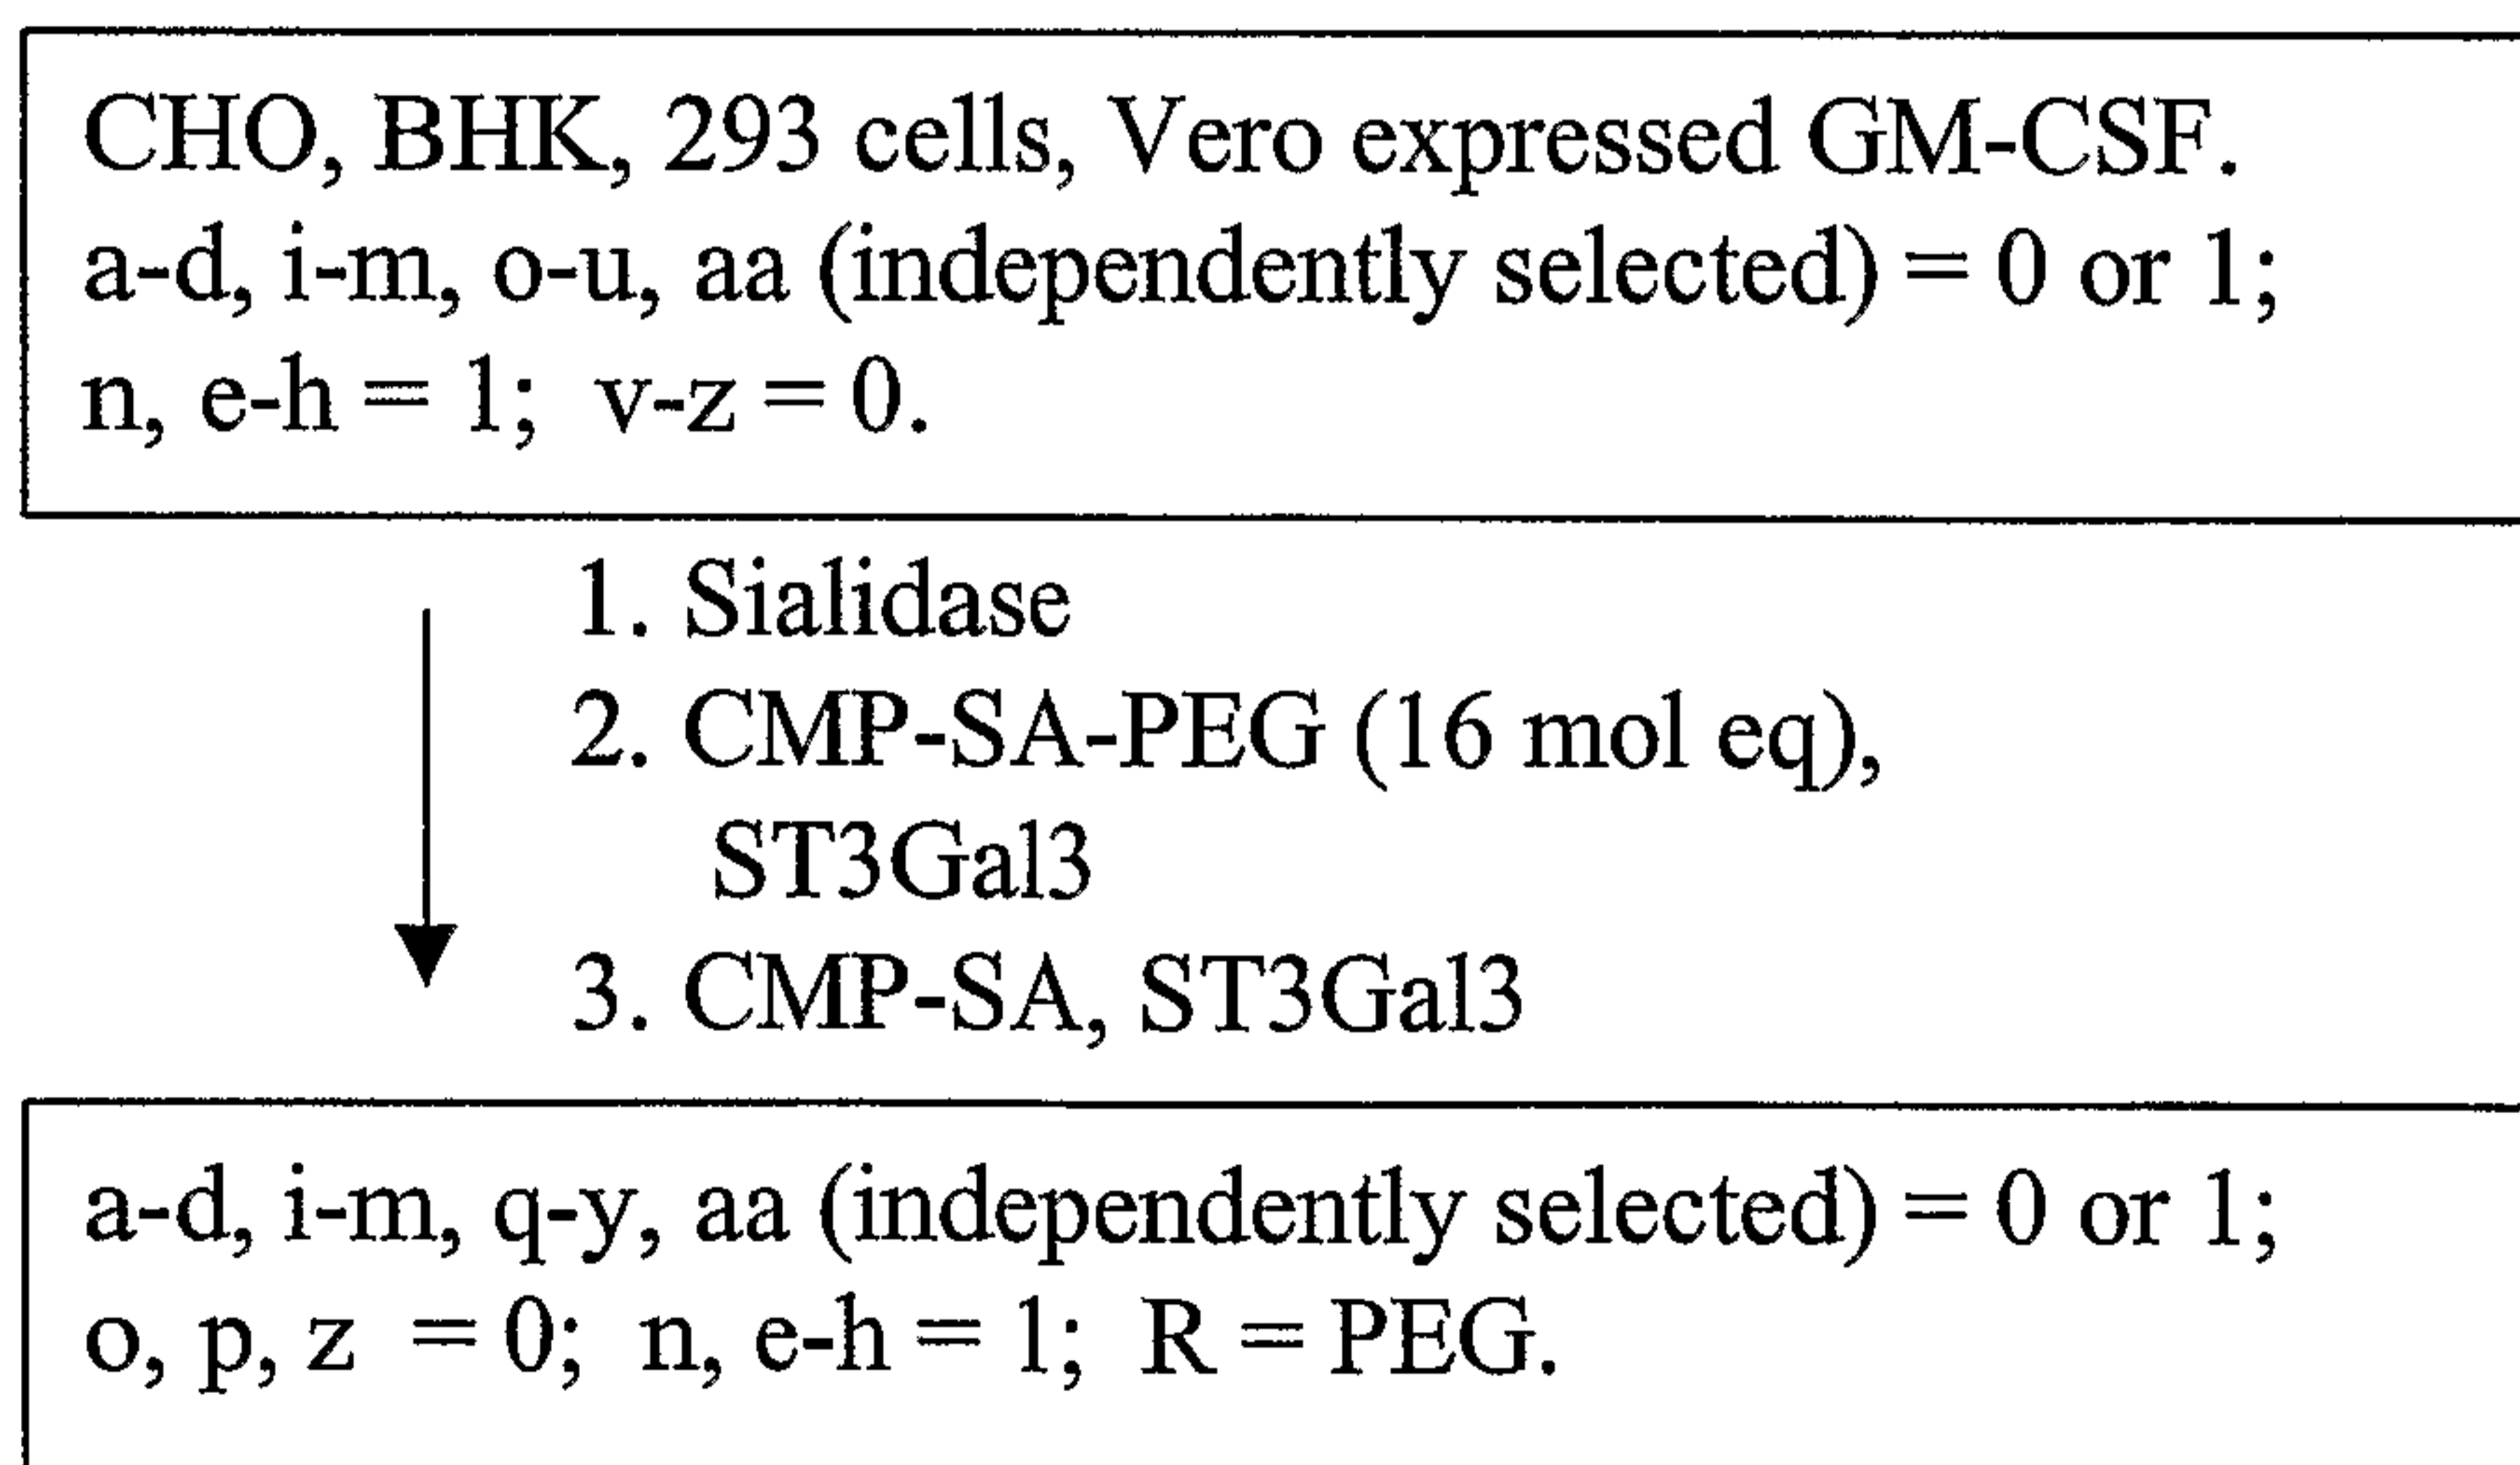 CHO, BHK, 293 cells, Vero expressed GM-CSF.
a-d, i-m, o-u, aa (independently selected) = 0 or 1;
n, e-h = 1; v-z = 0.
1. Sialidase
2. CMP-SA-PEG (16 mol eq),
ST3Gal3
3. CMP-SA, ST3Gal3
a-d, i-m, q-y, aa (independently selected) = 0 or 1;
o, p, z = 0; n, e-h = 1; R = PEG.